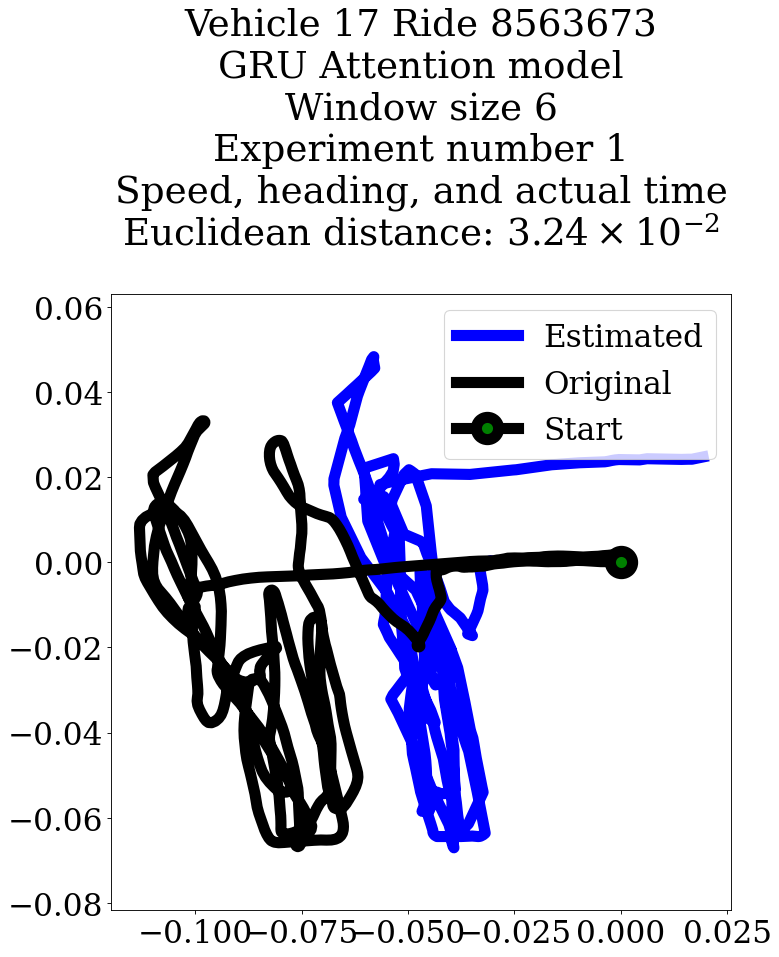 Vehicle 17 Ride 8563673
GRU Attention model
Window size 6
Experiment number 1
Speed, heading, and actual time
Euclidean distance: 3.24 × 10⁻²
0.06
0.04
0.02
0.00
−0.02
−0.04
−0.06
−0.08
Estimated
Original
Start
−0.100 −0.075 −0.050 −0.025 0.000 0.025